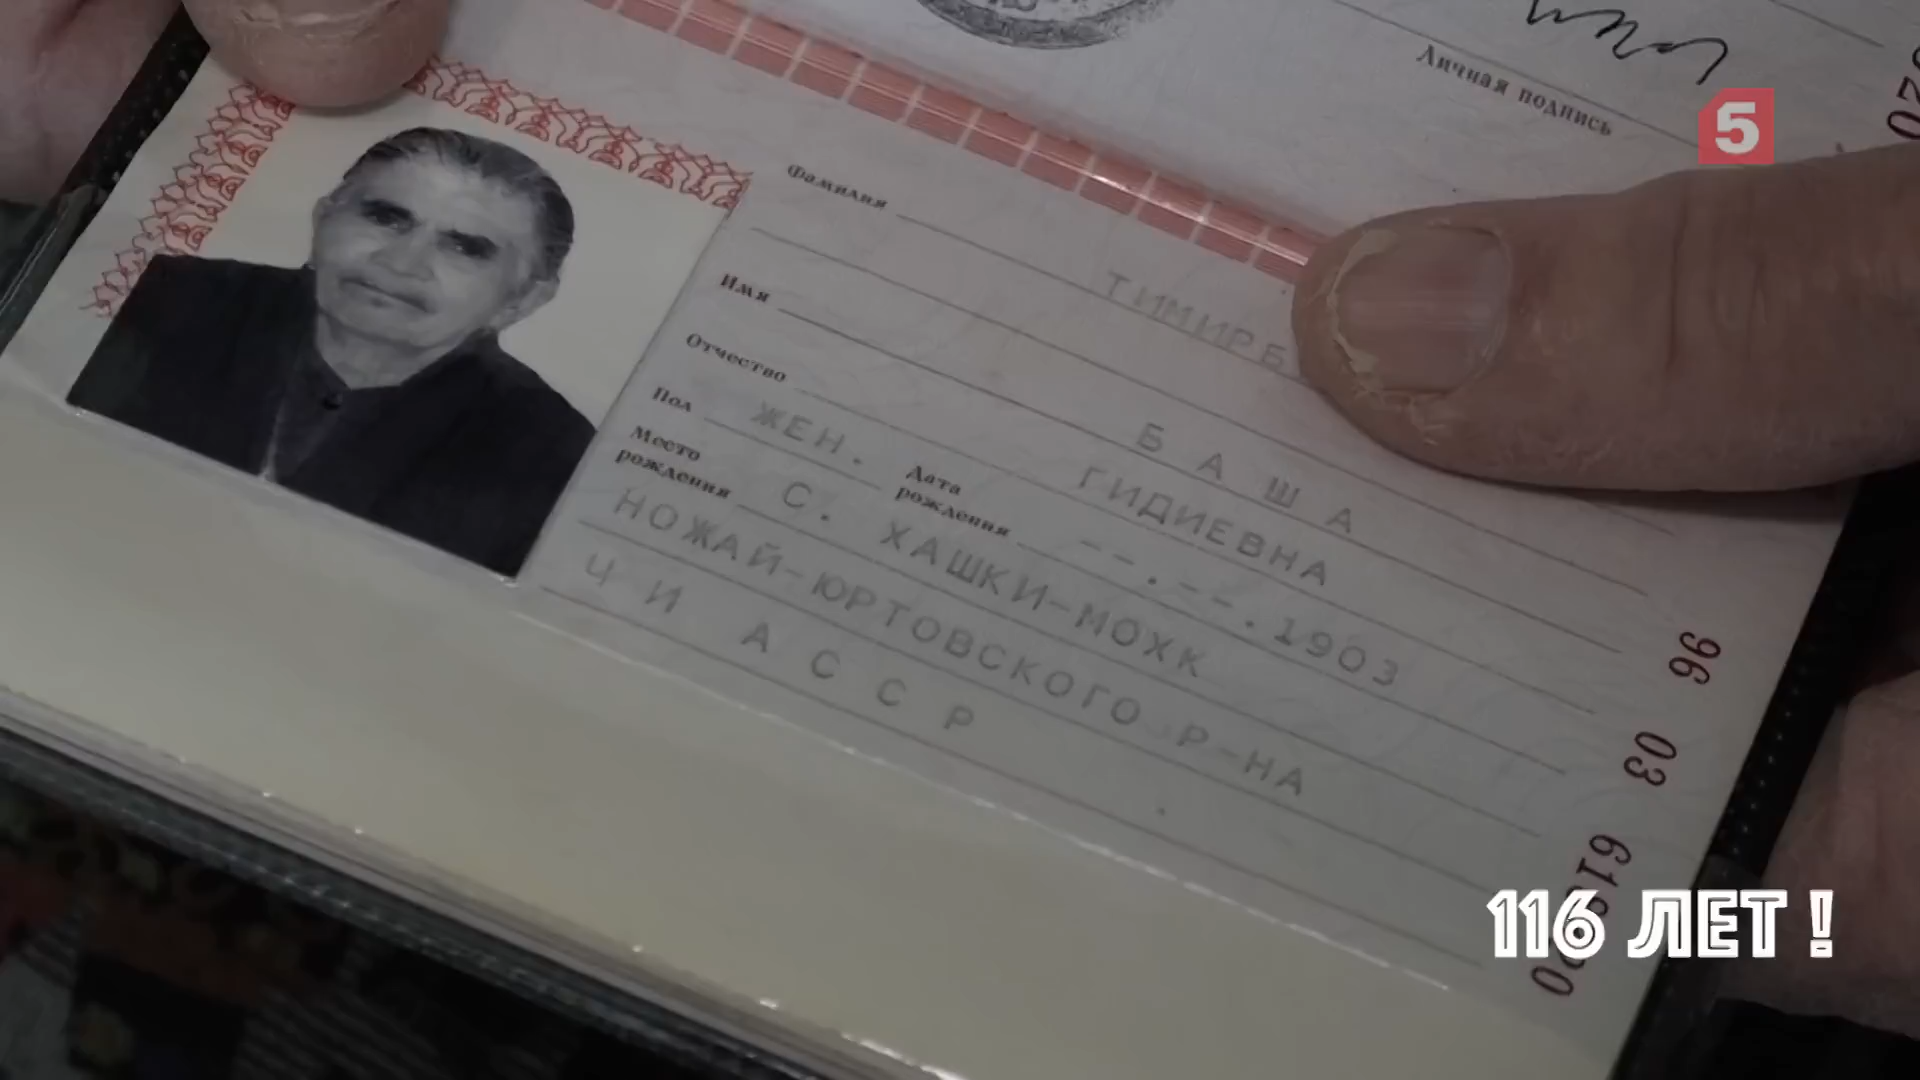 Личная подпись
5
Фамилия
ТИМИРБ
Имя
БАША
Отчество
ГИДИЕВНА
Пол ЖЕН. Дата рождения --.--.1903
Место рождения С. ХАШКИ-МОХК
НОЖАЙ-ЮРТОВСКОГО Р-НА
ЧИ АССР
96 03
116 ЛЕТ !